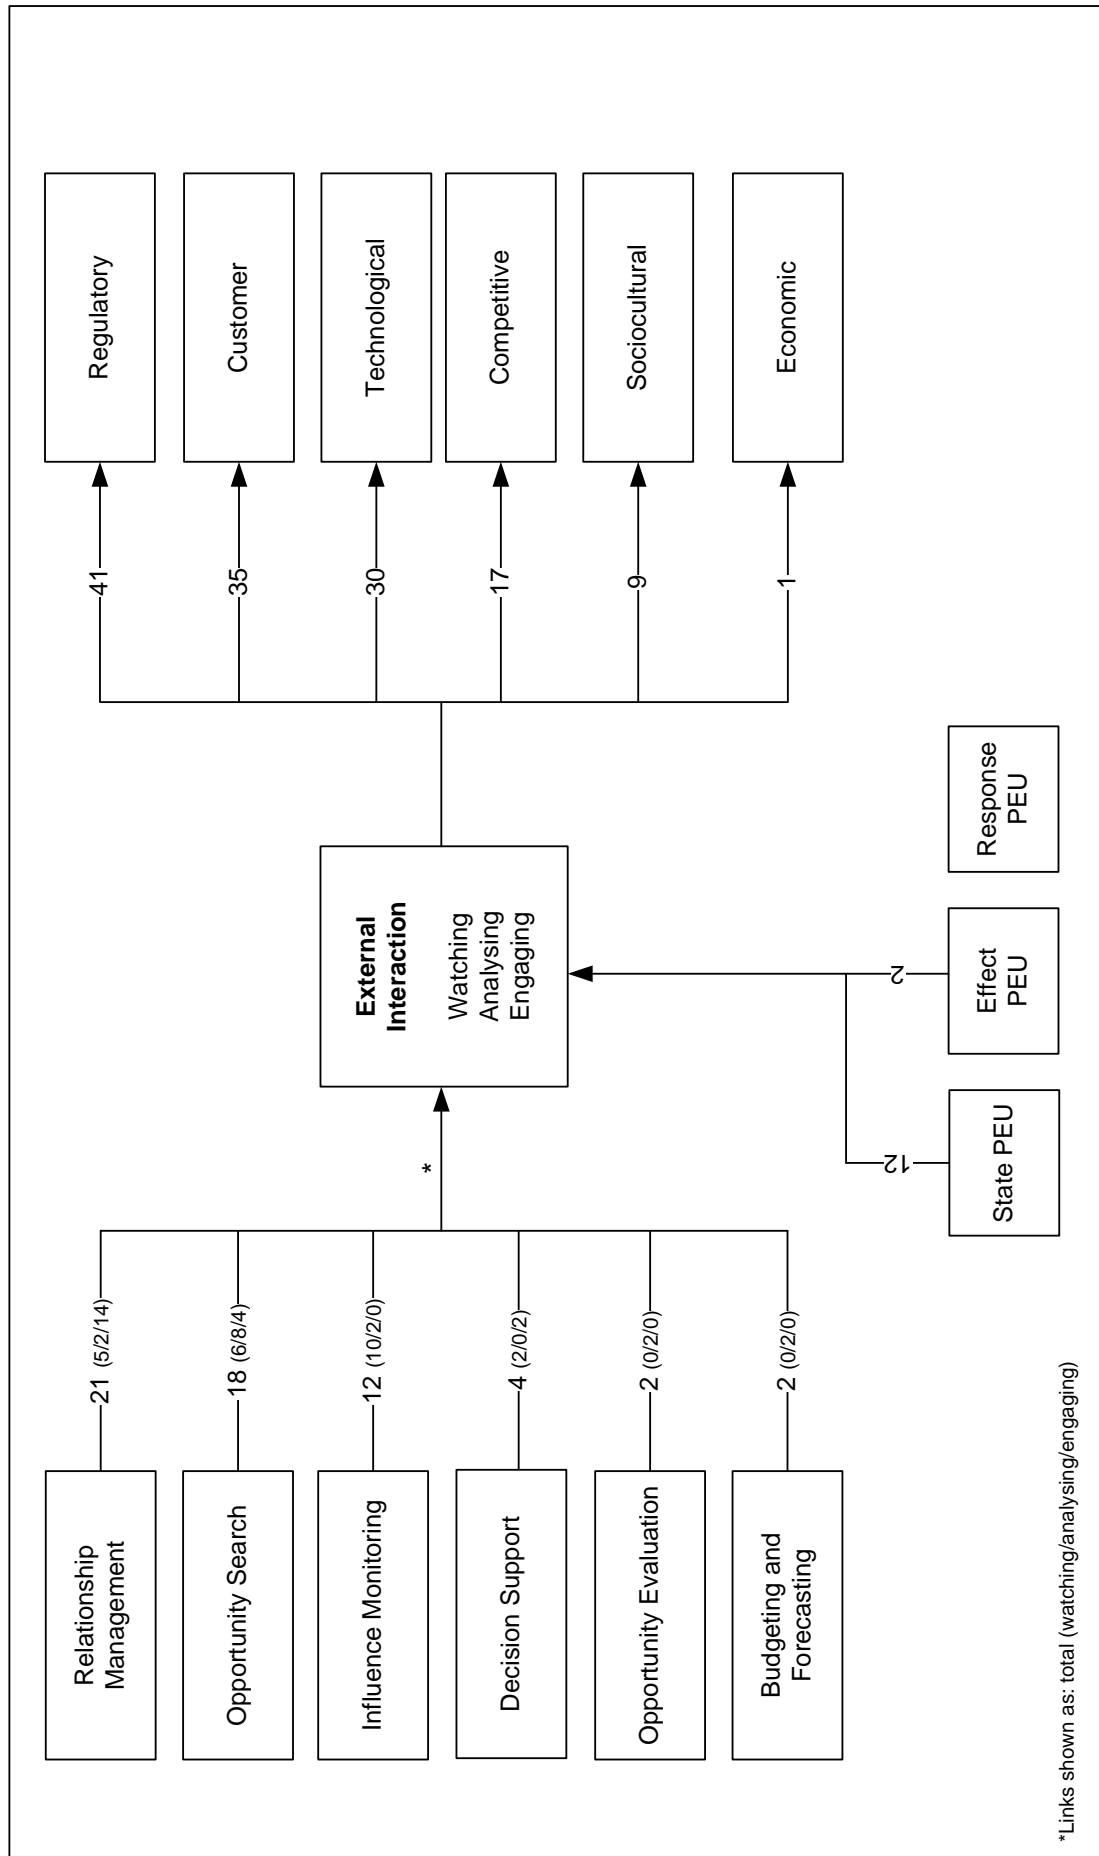 Relationship
Management
21 (5/2/14)
Opportunity Search
18 (6/8/4)
Influence Monitoring
12 (10/2/0)
Decision Support
4 (2/0/2)
Opportunity Evaluation
2 (0/2/0)
Budgeting and
Forecasting
2 (0/2/0)
*
External
Interaction
Watching
Analysing
Engaging
41
Regulatory
35
Customer
30
Technological
17
Competitive
9
Sociocultural
1
Economic
12
2
State PEU
Effect
PEU
Response
PEU
*Links shown as: total (watching/analysing/engaging)